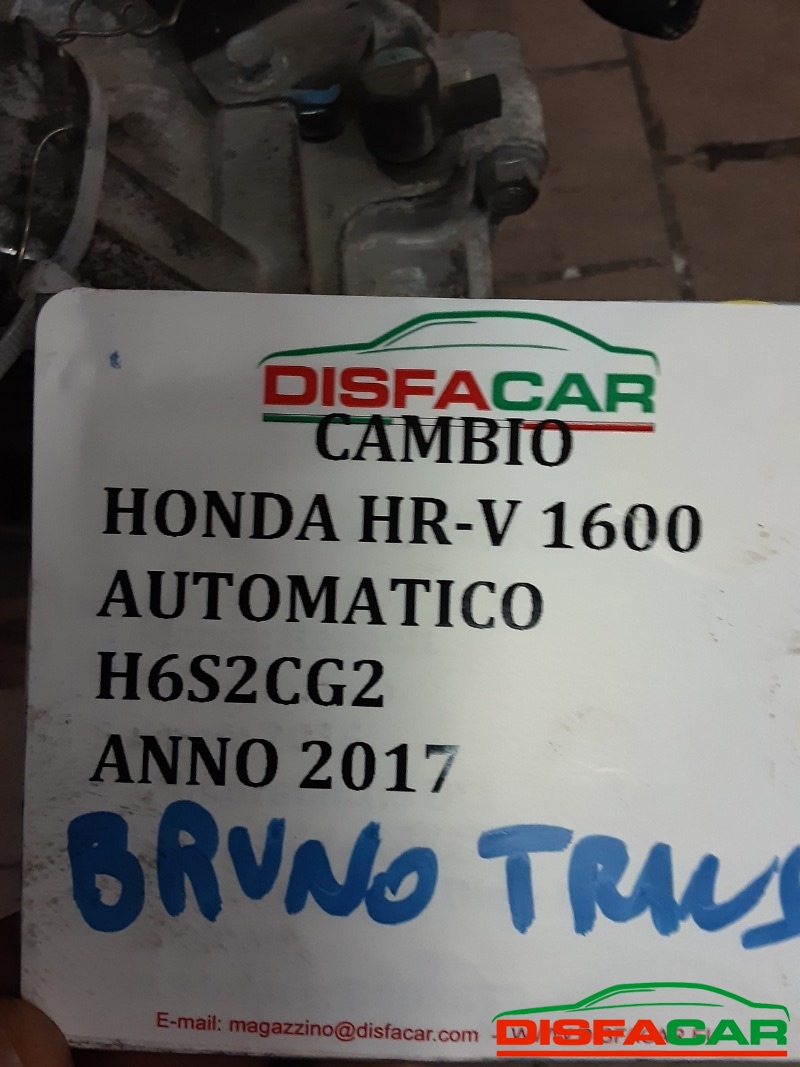 DISFACAR
CAMBIO
HONDA HR-V 1600
AUTOMATICO
H6S2CG2
ANNO 2017
BRUNO
E-mail: magazzino@disfacar.com
DISFACAR